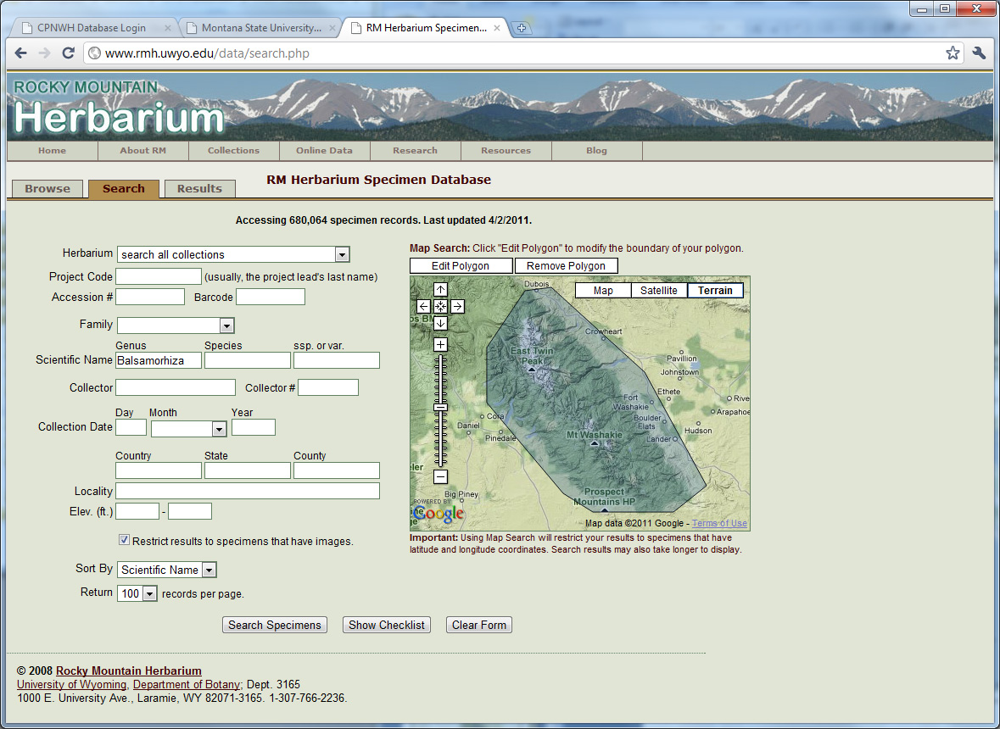 CPNWH Database Login
Montana State University...
RM Herbarium Specimen...
www.rmh.uwyo.edu/data/search.php
ROCKY MOUNTAIN
Herbarium
Home About RM Collections Online Data Research Resources Blog
Browse Search Results
RM Herbarium Specimen Database
Accessing 680,064 specimen records. Last updated 4/2/2011.
Herbarium search all collections
Project Code (usually, the project lead's last name)
Accession # Barcode
Family
Genus Species ssp. or var.
Scientific Name Balsamorhiza
Collector Collector #
Day Month Year
Collection Date
Country State County
Locality
Elev. (ft.) -
Restrict results to specimens that have images.
Sort By Scientific Name
Return 100 records per page.
Search Specimens Show Checklist Clear Form
Map Search: Click "Edit Polygon" to modify the boundary of your polygon.
Edit Polygon Remove Polygon
Map Satellite Terrain
Dubois
os BM
Crowheart
East Twin
Peak
Pavillion
Johnstown
Ethete
Fort
Washakie
Rive
Arapahoe
Boulder
Flats
Cora
Daniel
Pinedale
Hudson
Mt Washakie
Lander
ler
Big Piney
Prospect
Mountains HP
POWERED BY
Google
Map data ©2011 Google - Terms of Use
Important: Using Map Search will restrict your results to specimens that have
latitude and longitude coordinates. Search results may also take longer to display.
© 2008 Rocky Mountain Herbarium
University of Wyoming, Department of Botany; Dept. 3165
1000 E. University Ave., Laramie, WY 82071-3165. 1-307-766-2236.